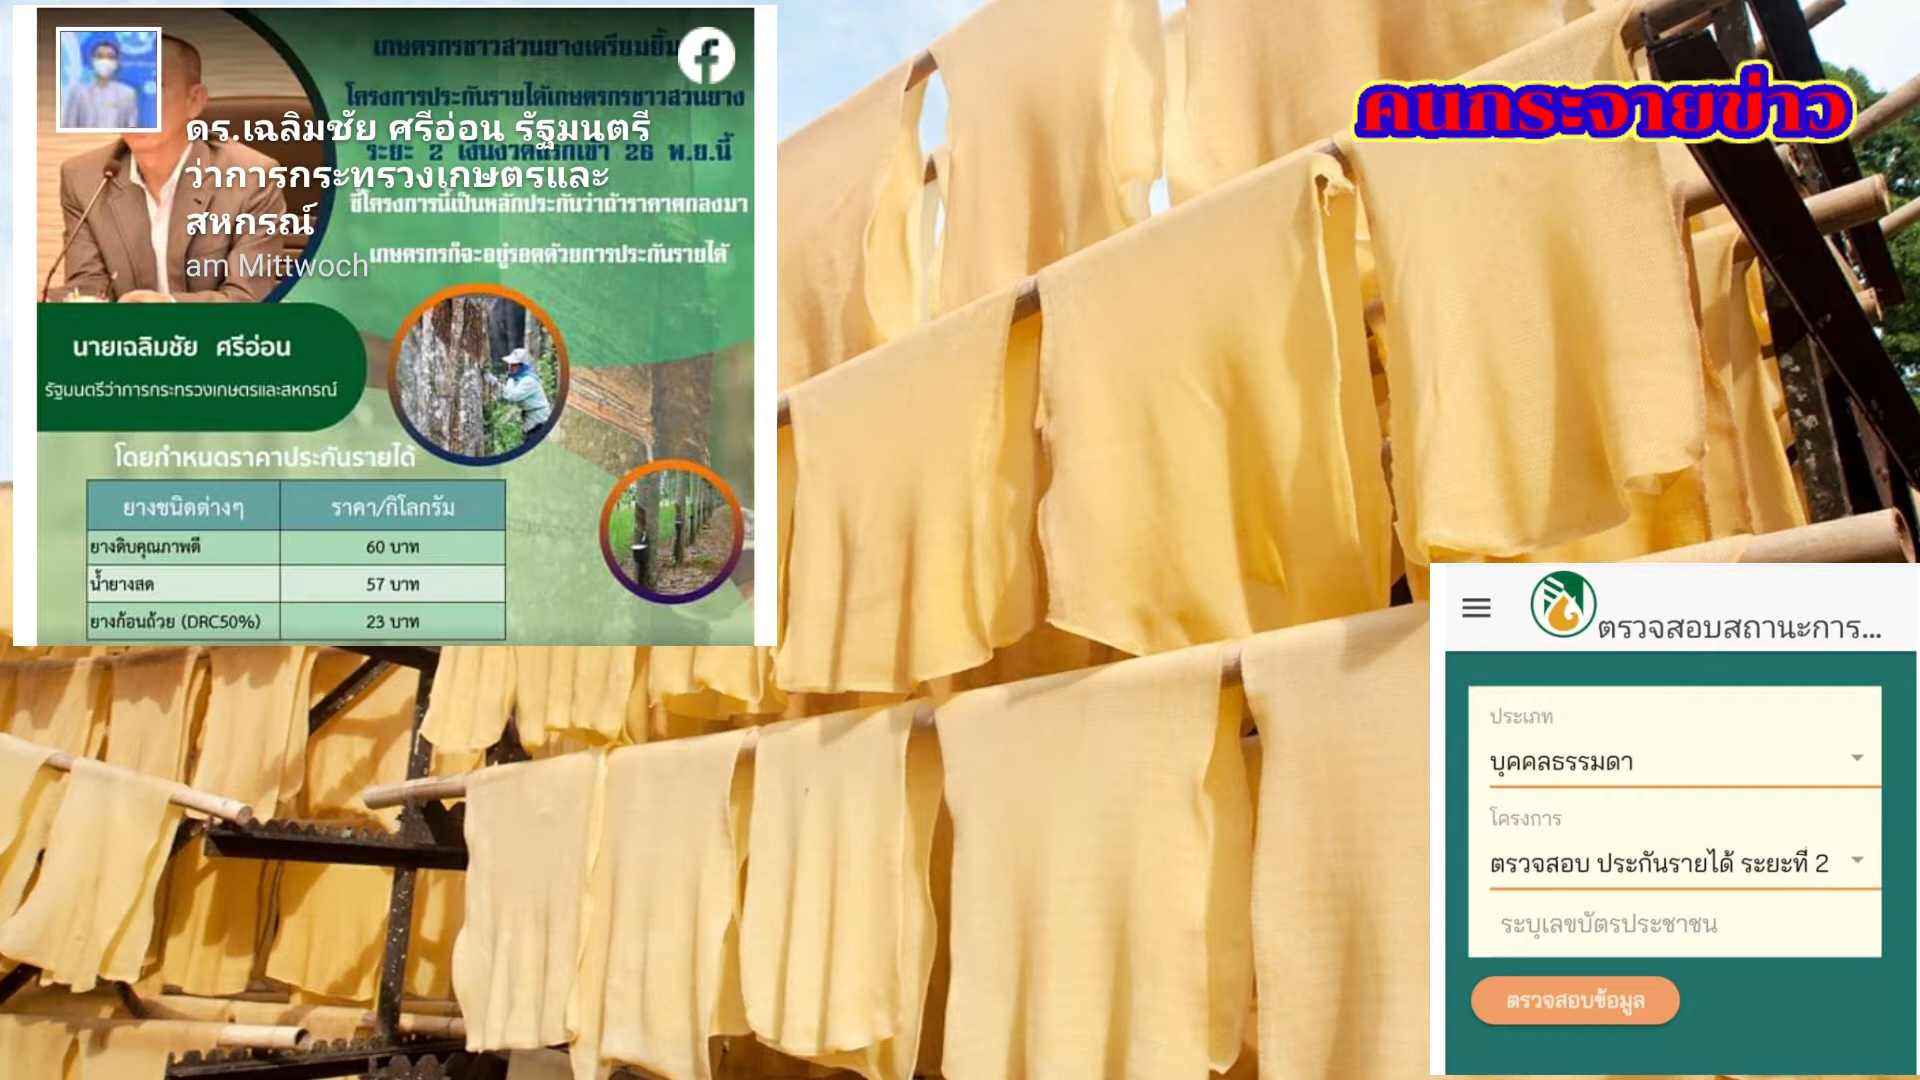 เกษตรกรชาวสวนยางเตรียมยิ้ม
โครงการประกันรายได้เกษตรกรชาวสวนยาง
ระยะ 2 เงินงวดแรกเข้า 26 พ.ย.นี้
ชี้โครงการนี้เป็นหลักประกันว่าถ้าราคาตกลงมา
เกษตรกรก็จะอยู่รอดด้วยการประกันรายได้
ดร.เฉลิมชัย ศรีอ่อน รัฐมนตรี
ว่าการกระทรวงเกษตรและ
สหกรณ์
am Mittwoch
นายเฉลิมชัย ศรีอ่อน
รัฐมนตรีว่าการกระทรวงเกษตรและสหกรณ์
โดยกำหนดราคาประกันรายได้
ยางชนิดต่างๆ ราคา/กิโลกรัม
ยางดิบคุณภาพดี 60 บาท
น้ำยางสด 57 บาท
ยางก้อนถ้วย (DRC50%) 23 บาท
คนกระจายข่าว
ตรวจสอบสถานะการ...
ประเภท
บุคคลธรรมดา
โครงการ
ตรวจสอบ ประกันรายได้ ระยะที่ 2
ระบุเลขบัตรประชาชน
ตรวจสอบข้อมูล